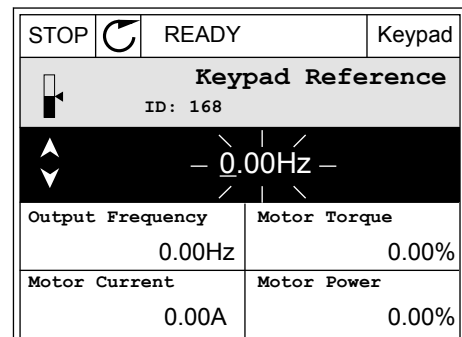 STOP READY Keypad
Keypad Reference
ID: 168
0.00Hz
Output Frequency Motor Torque
0.00Hz 0.00%
Motor Current Motor Power
0.00A 0.00%